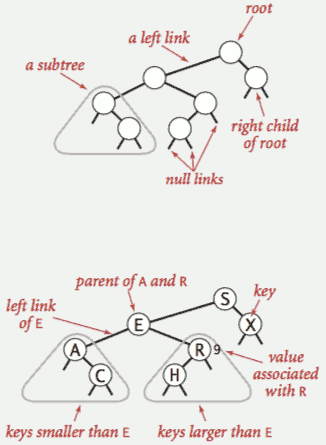 root
a left link
a subtree
right child
of root
null links
parent of A and R
key
left link
of E
S
E
X
A
R 9
C
H
value
associated
with R
keys smaller than E
keys larger than E